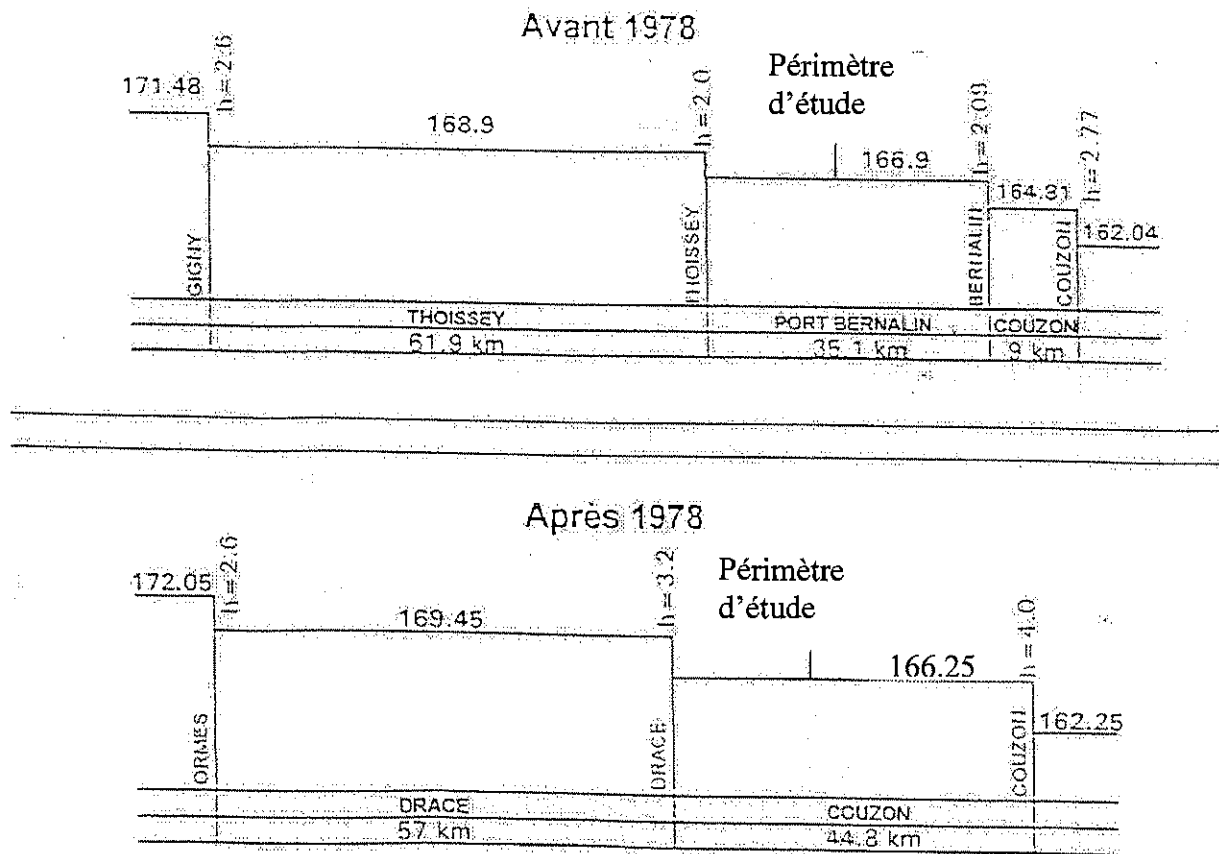 Avant 1978
171.48
h = 2.6
168.9
h = 2.0
Périmètre
d'étude
166.9
h = 2.09
164.81
h = 2.77
162.04
GIGNY
THOISSEY
BERNALIN
COUZON
THOISSEY
PORT BERNALIN
COUZON
61.9 km
35.1 km
9 km
Après 1978
172.05
h = 2.6
169.45
h = 3.2
Périmètre
d'étude
166.25
h = 4.0
162.25
ORMES
DRACE
COUZON
DRACE
COUZON
57 km
44.8 km